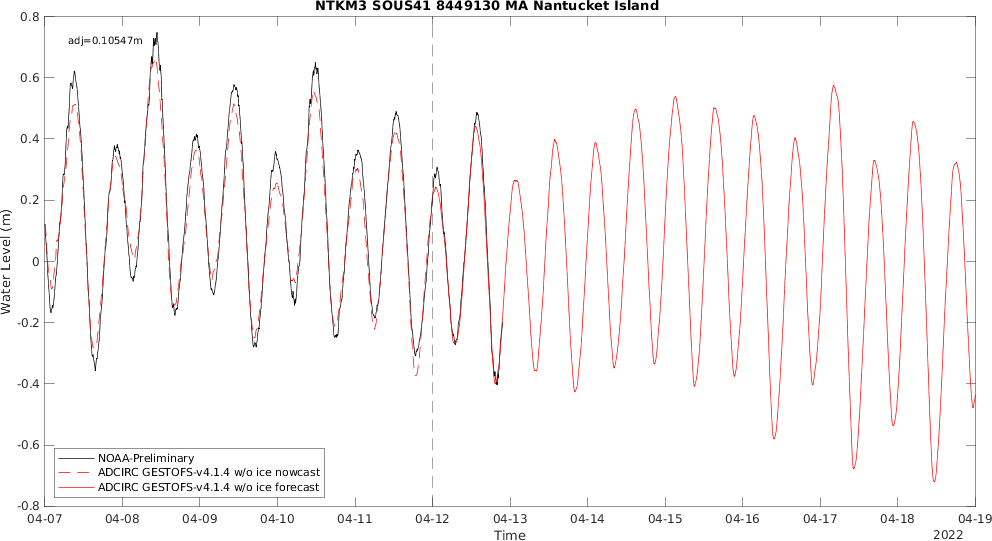 NTKM3 SOUS41 8449130 MA Nantucket Island
adj=0.10547m
0.8
0.6
0.4
0.2
0
-0.2
-0.4
-0.6
-0.8
Water Level (m)
NOAA-Preliminary
ADCIRC GESTOFS-v4.1.4 w/o ice nowcast
ADCIRC GESTOFS-v4.1.4 w/o ice forecast
04-07 04-08 04-09 04-10 04-11 04-12 04-13 04-14 04-15 04-16 04-17 04-18 04-19
Time
2022